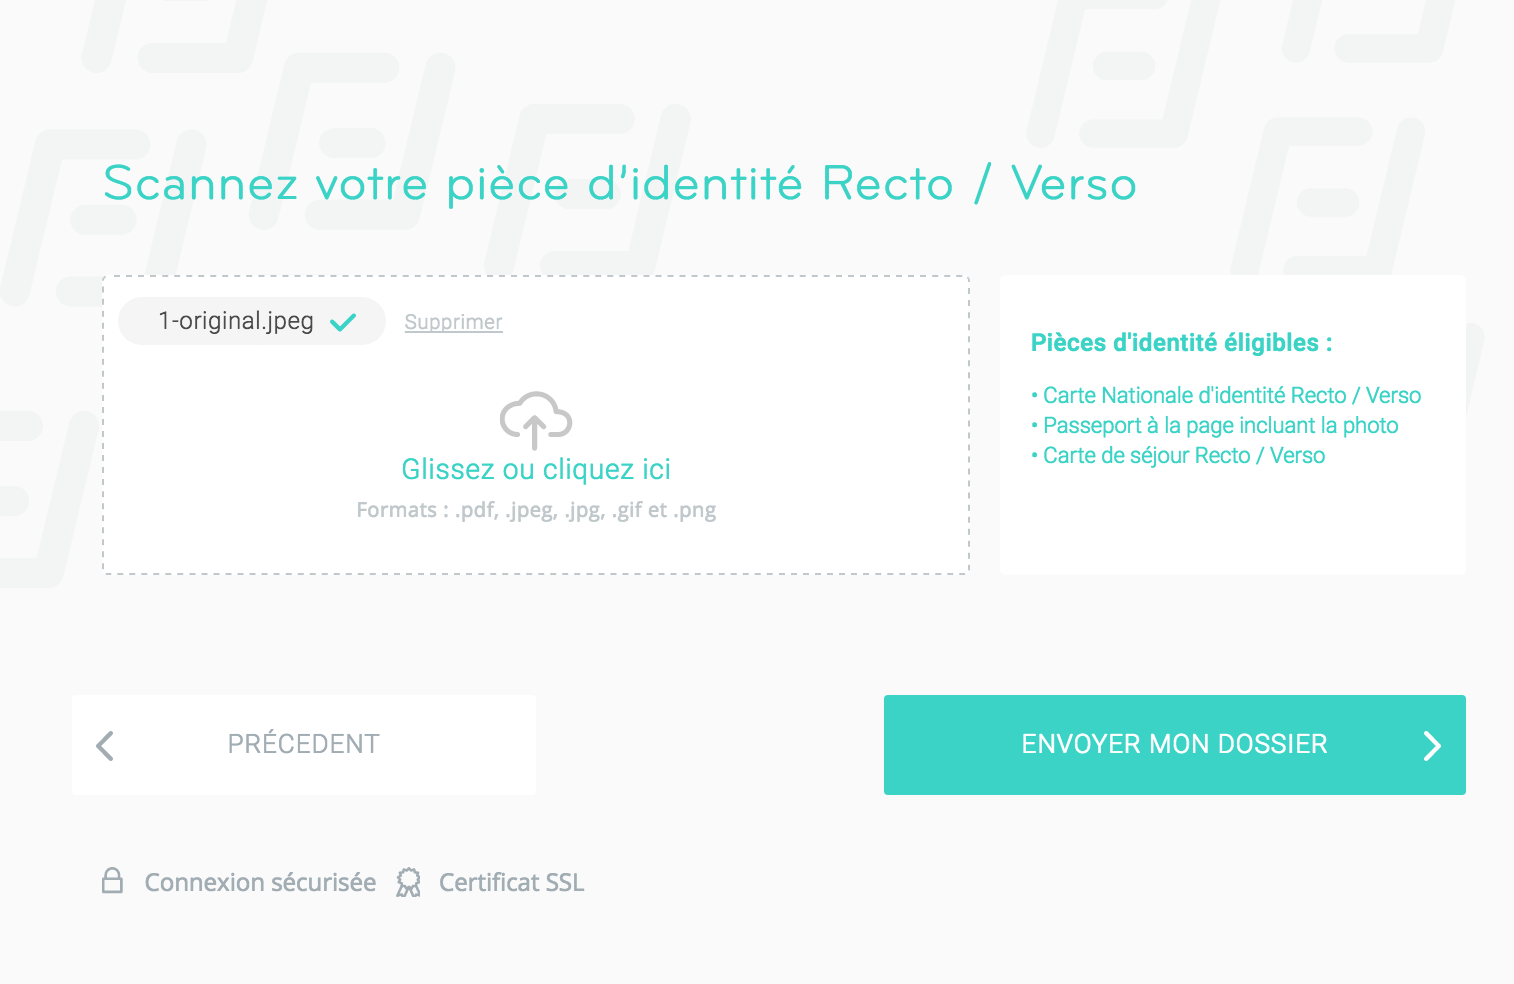 Scannez votre pièce d'identité Recto / Verso
1-original.jpeg
Supprimer
Glissez ou cliquez ici
Formats : .pdf, .jpeg, .jpg, .gif et .png
Pièces d'identité éligibles :
• Carte Nationale d'identité Recto / Verso
• Passeport à la page incluant la photo
• Carte de séjour Recto / Verso
PRÉCEDENT
ENVOYER MON DOSSIER
Connexion sécurisée
Certificat SSL